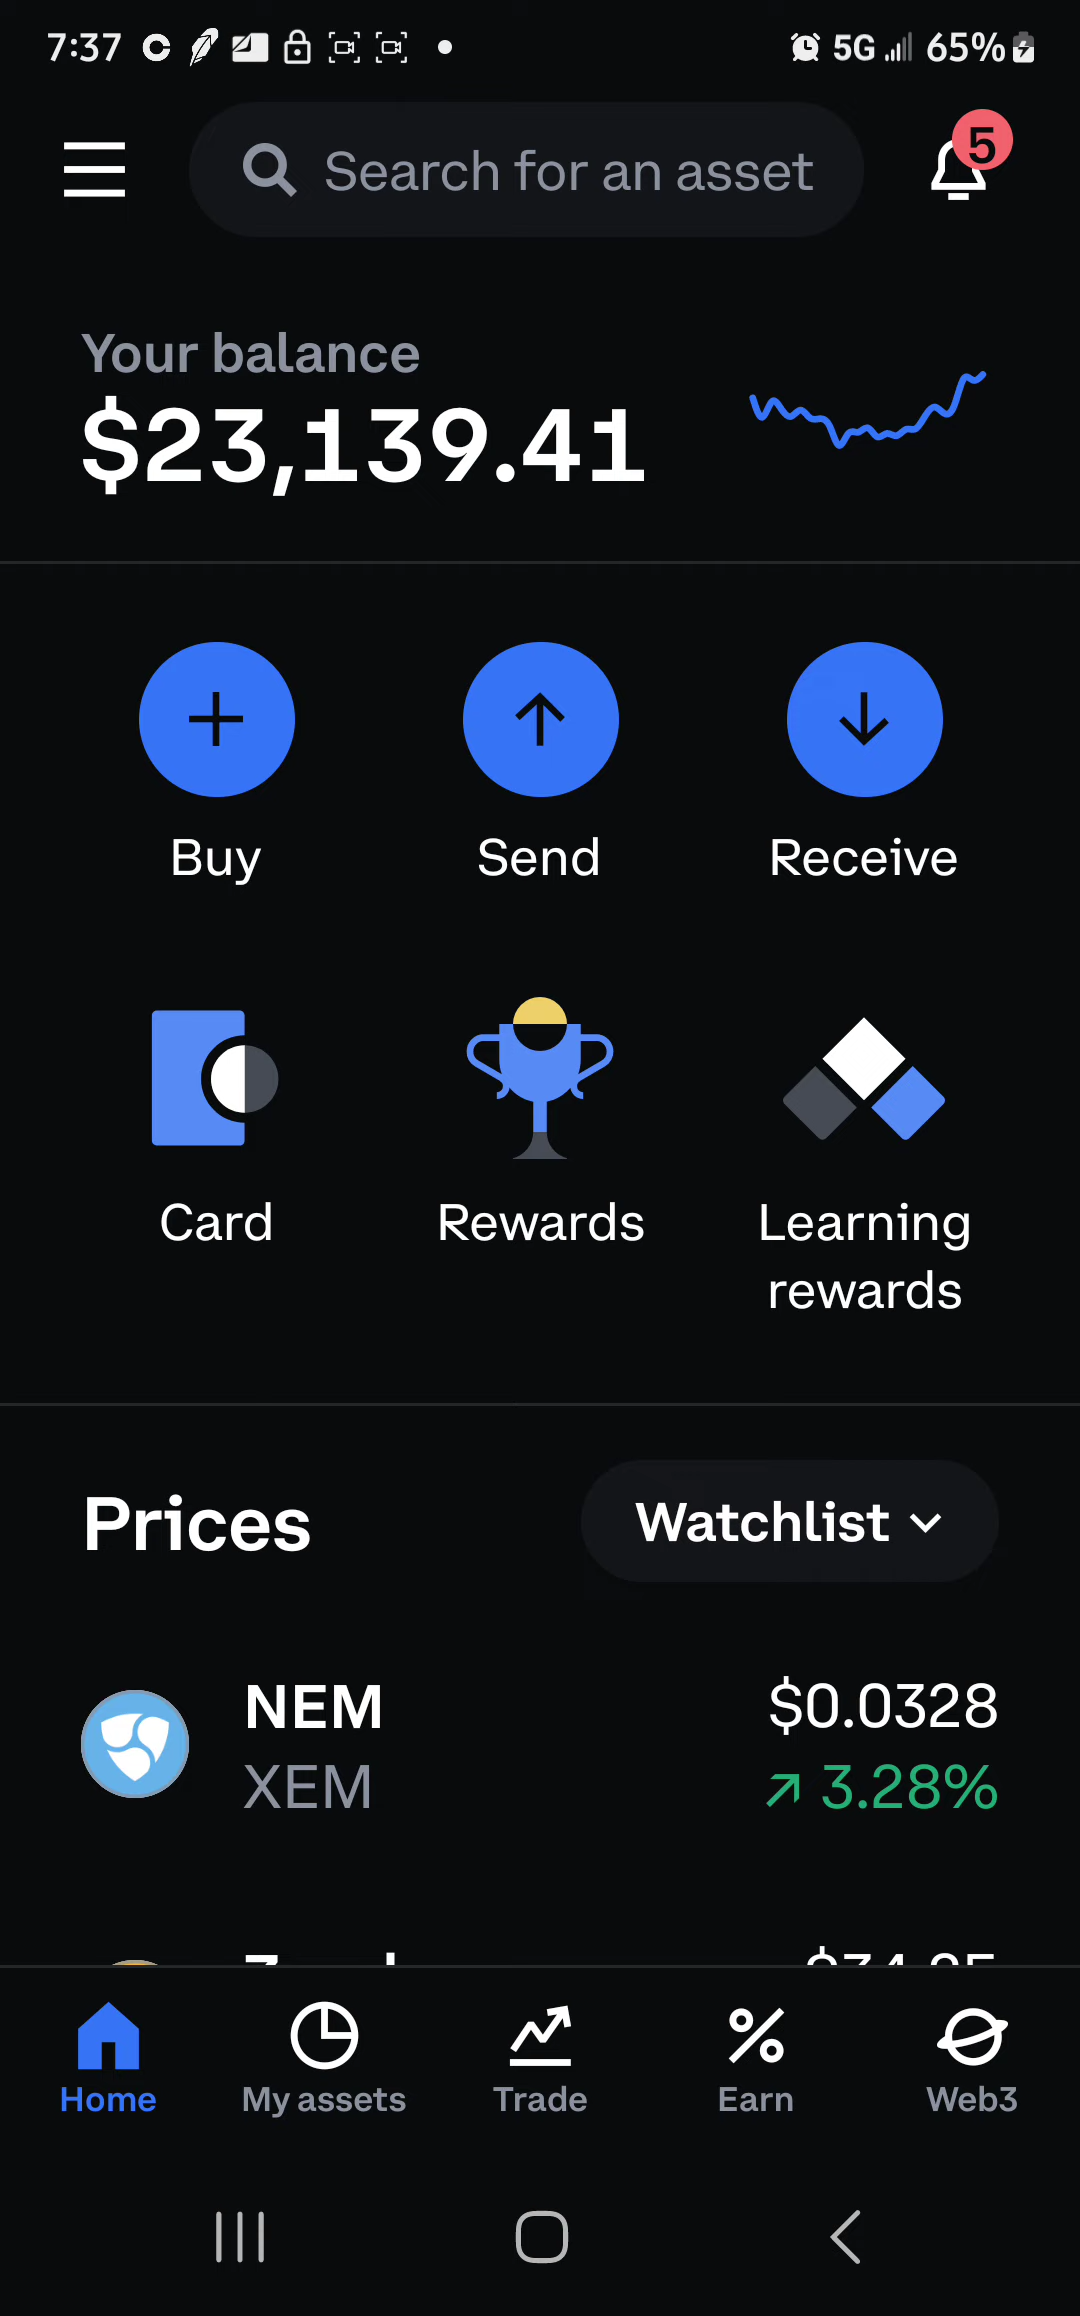 7:37 5G 65%
Search for an asset
5
Your balance
$23,139.41
Buy Send Receive
Card Rewards Learning
rewards
Prices Watchlist
NEM $0.0328
XEM 3.28%
Home My assets Trade Earn Web3